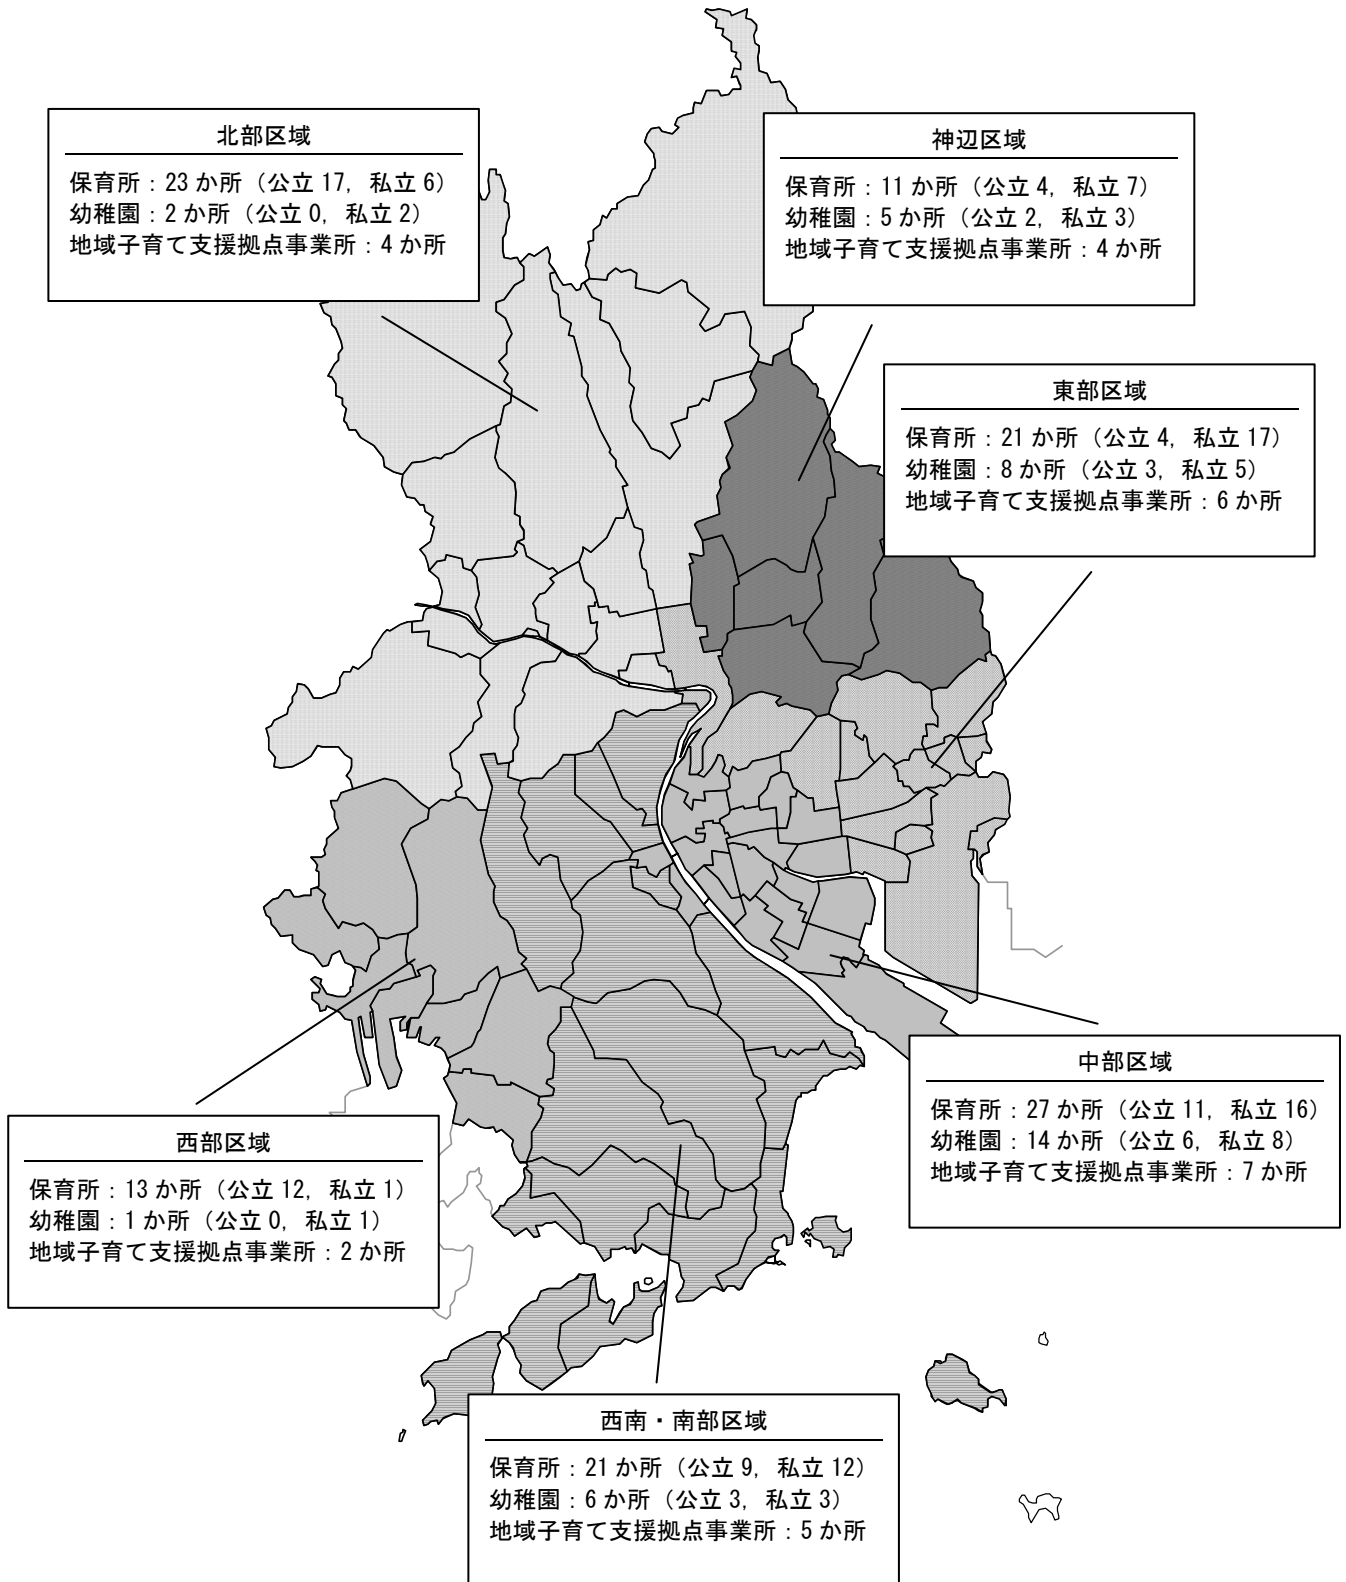 北部区域
保育所：23 か所（公立 17，私立 6）
幼稚園：2 か所（公立 0，私立 2）
地域子育て支援拠点事業所：4 か所
神辺区域
保育所：11 か所（公立 4，私立 7）
幼稚園：5 か所（公立 2，私立 3）
地域子育て支援拠点事業所：4 か所
東部区域
保育所：21 か所（公立 4，私立 17）
幼稚園：8 か所（公立 3，私立 5）
地域子育て支援拠点事業所：6 か所
中部区域
保育所：27 か所（公立 11，私立 16）
幼稚園：14 か所（公立 6，私立 8）
地域子育て支援拠点事業所：7 か所
西部区域
保育所：13 か所（公立 12，私立 1）
幼稚園：1 か所（公立 0，私立 1）
地域子育て支援拠点事業所：2 か所
西南・南部区域
保育所：21 か所（公立 9，私立 12）
幼稚園：6 か所（公立 3，私立 3）
地域子育て支援拠点事業所：5 か所